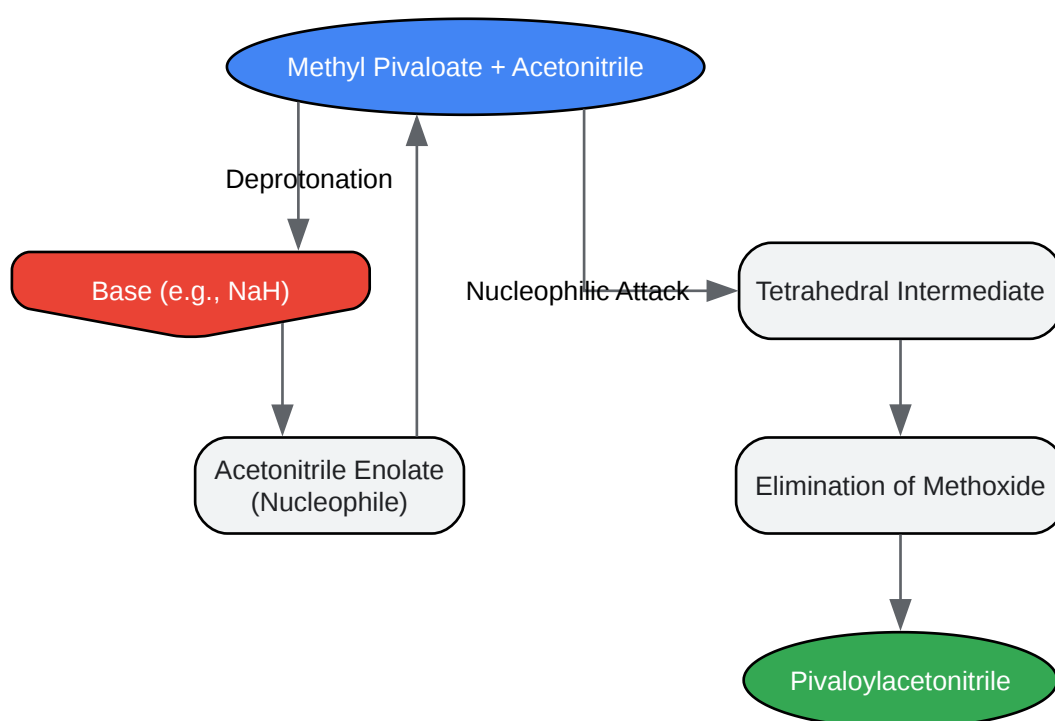 Methyl Pivaloate + Acetonitrile
Deprotonation
Base (e.g., NaH)
Nucleophilic Attack
Tetrahedral Intermediate
Acetonitrile Enolate
(Nucleophile)
Elimination of Methoxide
Pivaloylacetonitrile